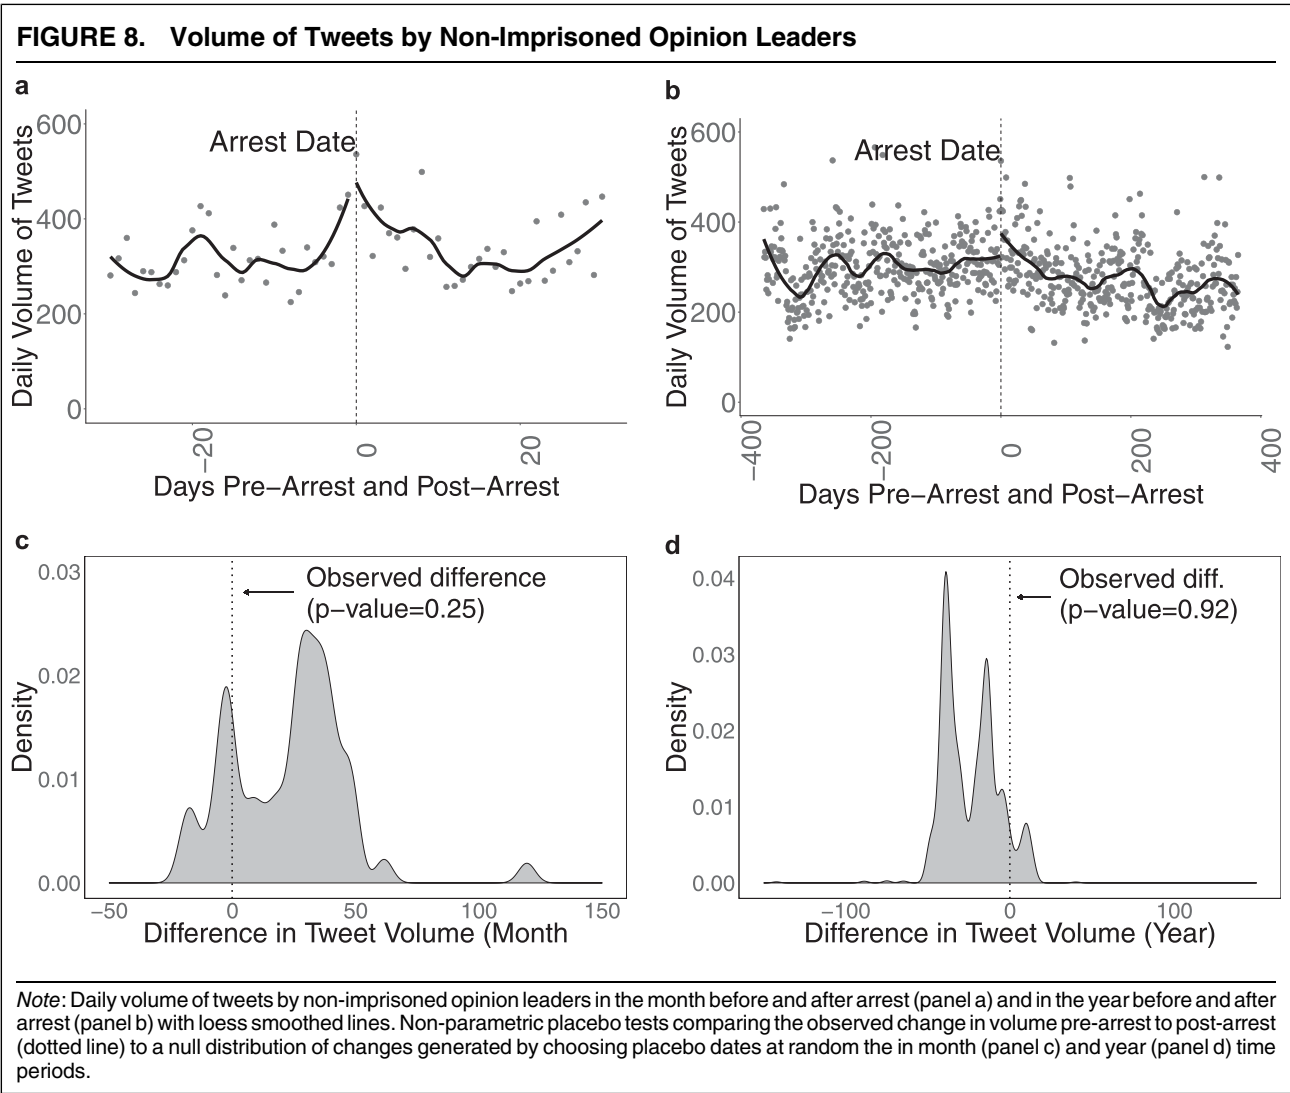 FIGURE 8. Volume of Tweets by Non-Imprisoned Opinion Leaders
a
Daily Volume of Tweets
600
400
200
0
Arrest Date
−20
0
20
Days Pre−Arrest and Post−Arrest
b
Daily Volume of Tweets
600
400
200
0
Arrest Date
−400
−200
0
200
400
Days Pre−Arrest and Post−Arrest
c
Density
0.03
0.02
0.01
0.00
Observed difference
(p−value=0.25)
−50
0
50
100
150
Difference in Tweet Volume (Month
d
Density
0.04
0.03
0.02
0.01
0.00
Observed diff.
(p−value=0.92)
−100
0
100
Difference in Tweet Volume (Year)
Note: Daily volume of tweets by non-imprisoned opinion leaders in the month before and after arrest (panel a) and in the year before and after
arrest (panel b) with loess smoothed lines. Non-parametric placebo tests comparing the observed change in volume pre-arrest to post-arrest
(dotted line) to a null distribution of changes generated by choosing placebo dates at random the in month (panel c) and year (panel d) time
periods.